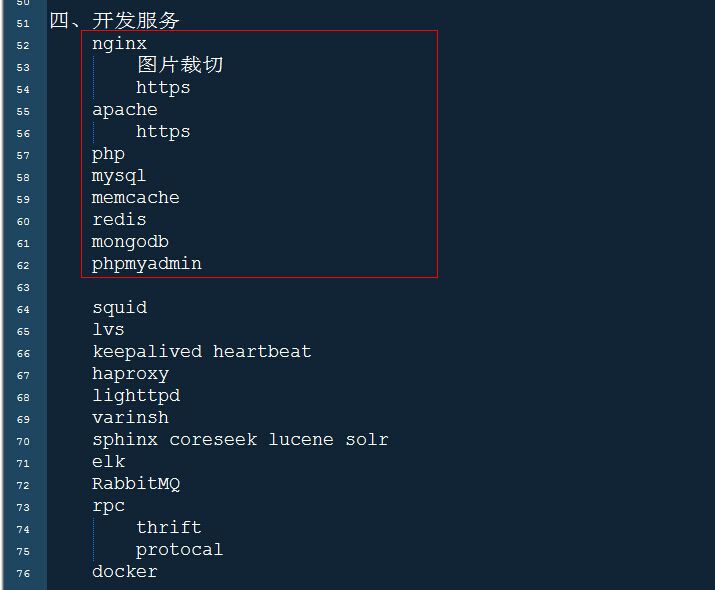 50
51 四、开发服务
52 nginx
53 图片裁切
54 https
55 apache
56 https
57 php
58 mysql
59 memcache
60 redis
61 mongodb
62 phpmyadmin
63
64 squid
65 lvs
66 keepalived heartbeat
67 haproxy
68 lighttpd
69 varinsh
70 sphinx coreseek lucene solr
71 elk
72 RabbitMQ
73 rpc
74 thrift
75 protocal
76 docker